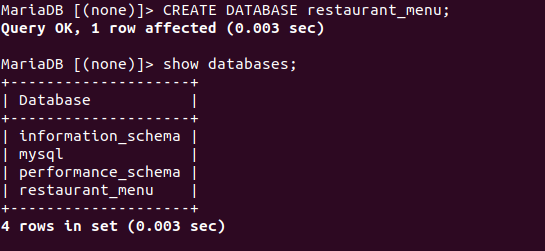 MariaDB [(none)]> CREATE DATABASE restaurant_menu;
Query OK, 1 row affected (0.003 sec)
MariaDB [(none)]> show databases;
+--------------------+
| Database           |
+--------------------+
| information_schema |
| mysql              |
| performance_schema |
| restaurant_menu    |
+--------------------+
4 rows in set (0.003 sec)